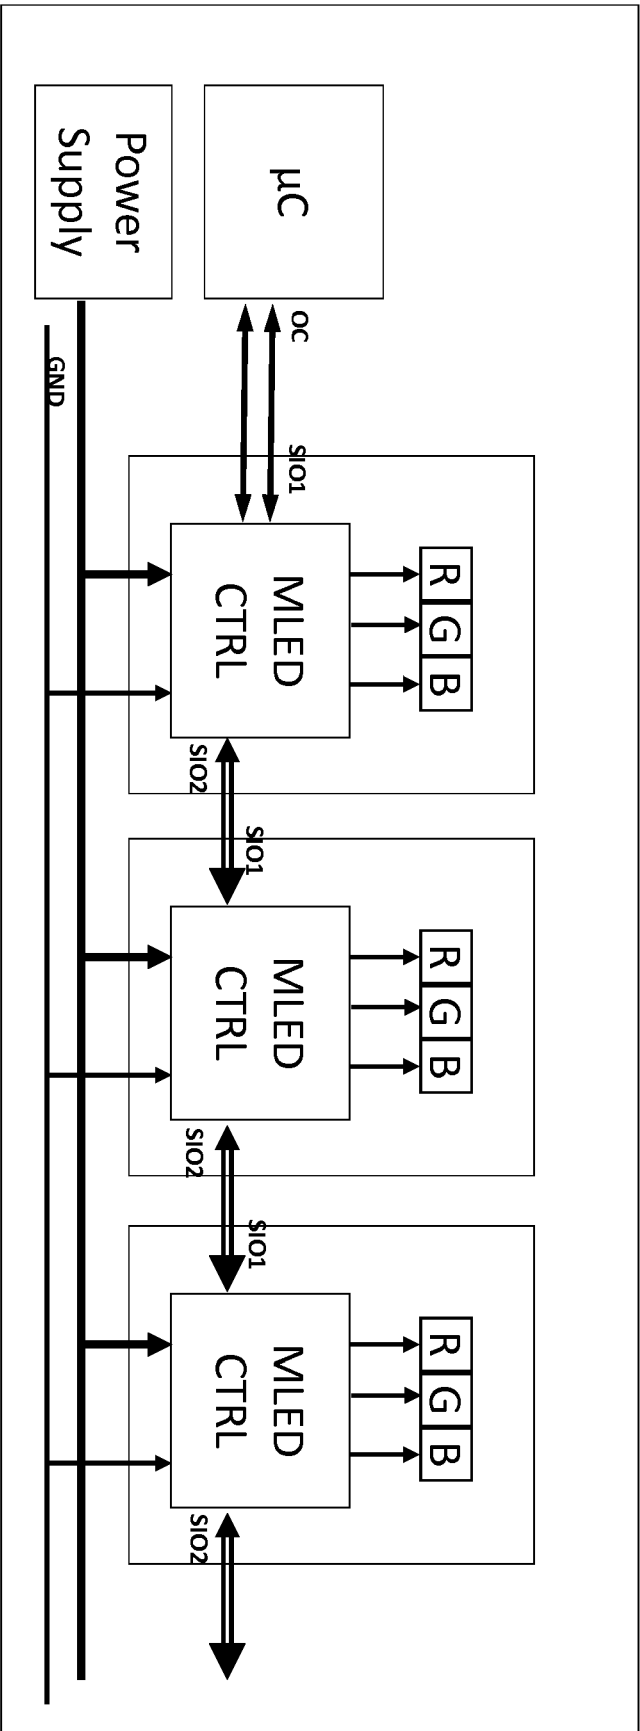 R
G
B
R
G
B
R
G
B
µC
OC
SIO1
MLED
CTRL
SIO2
SIO1
MLED
CTRL
SIO2
SIO1
MLED
CTRL
SIO2
Power
Supply
GND